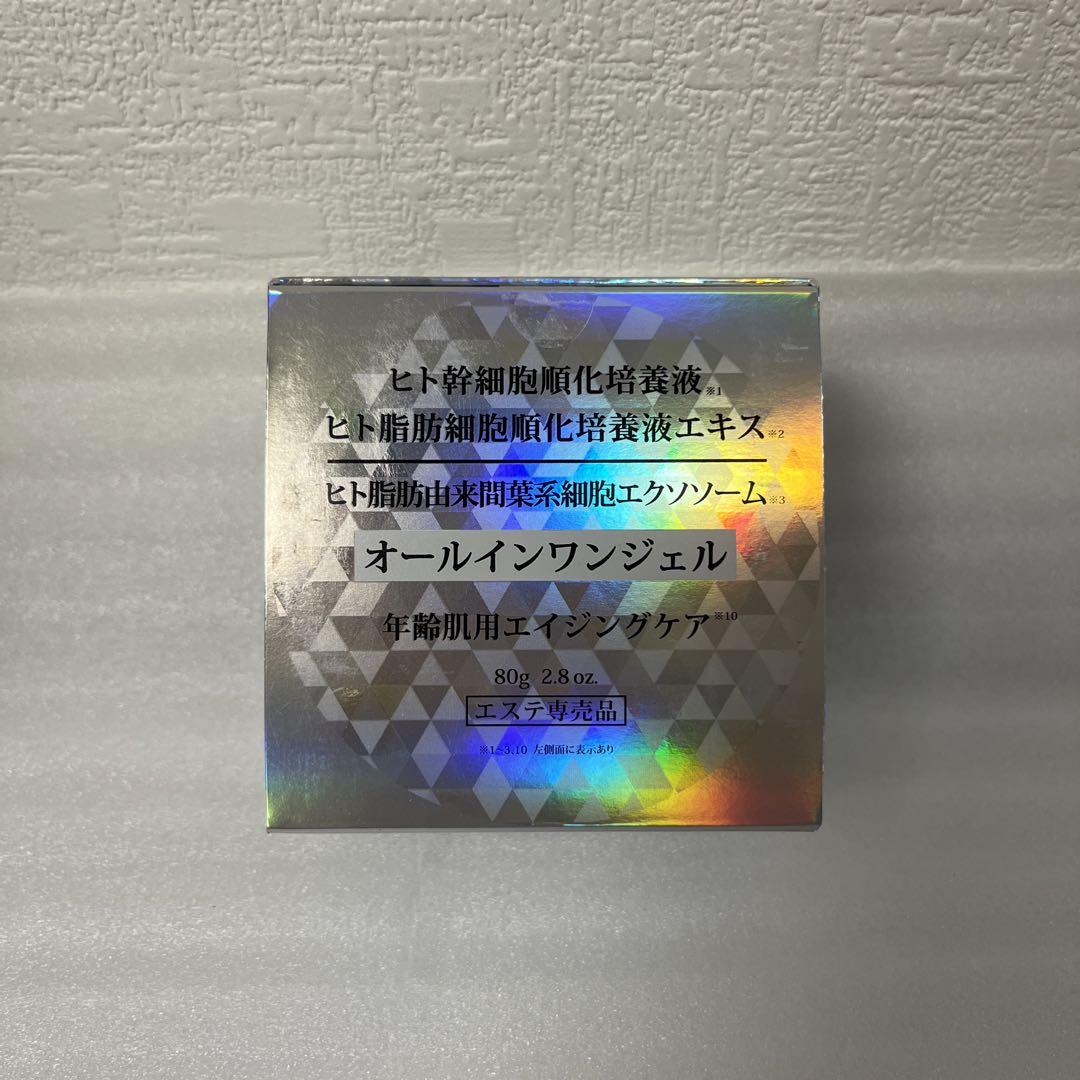 ヒト幹細胞順化培養液※1
ヒト脂肪細胞順化培養液エキス※2
ヒト脂肪由来間葉系細胞エクソソーム※3
オールインワンジェル
年齢肌用エイジングケア※10
80g 2.8 oz.
エステ専売品
※1~3、10 左側面に表示あり